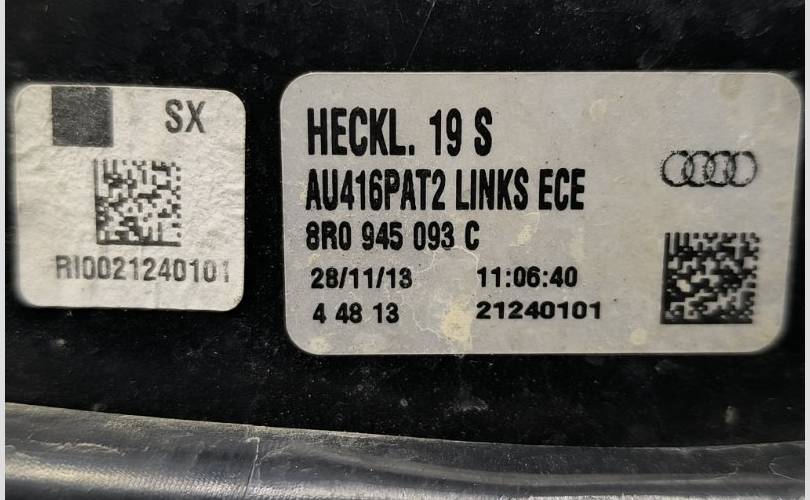 SX
RI0021240101
HECKL. 19 S
AU416PAT2 LINKS ECE
8R0 945 093 C
28/11/13 11:06:40
4 48 13 21240101